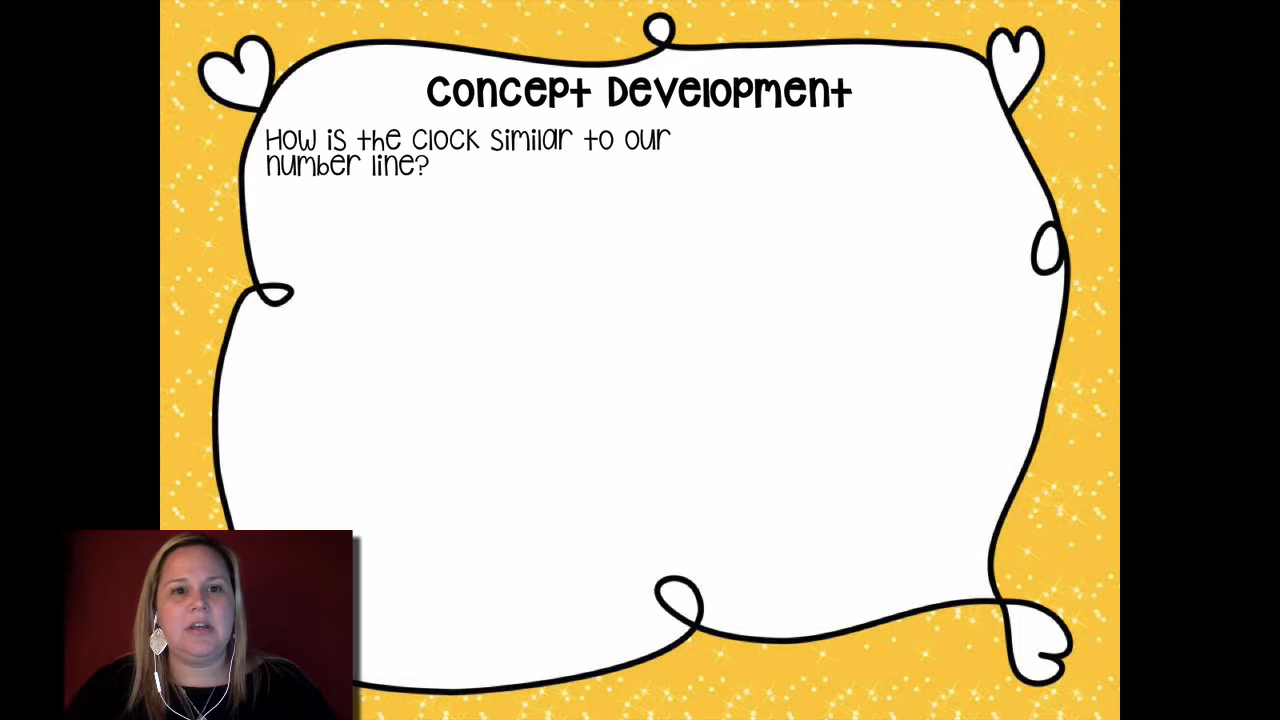 Concept Development
How is the clock similar to our
number line?